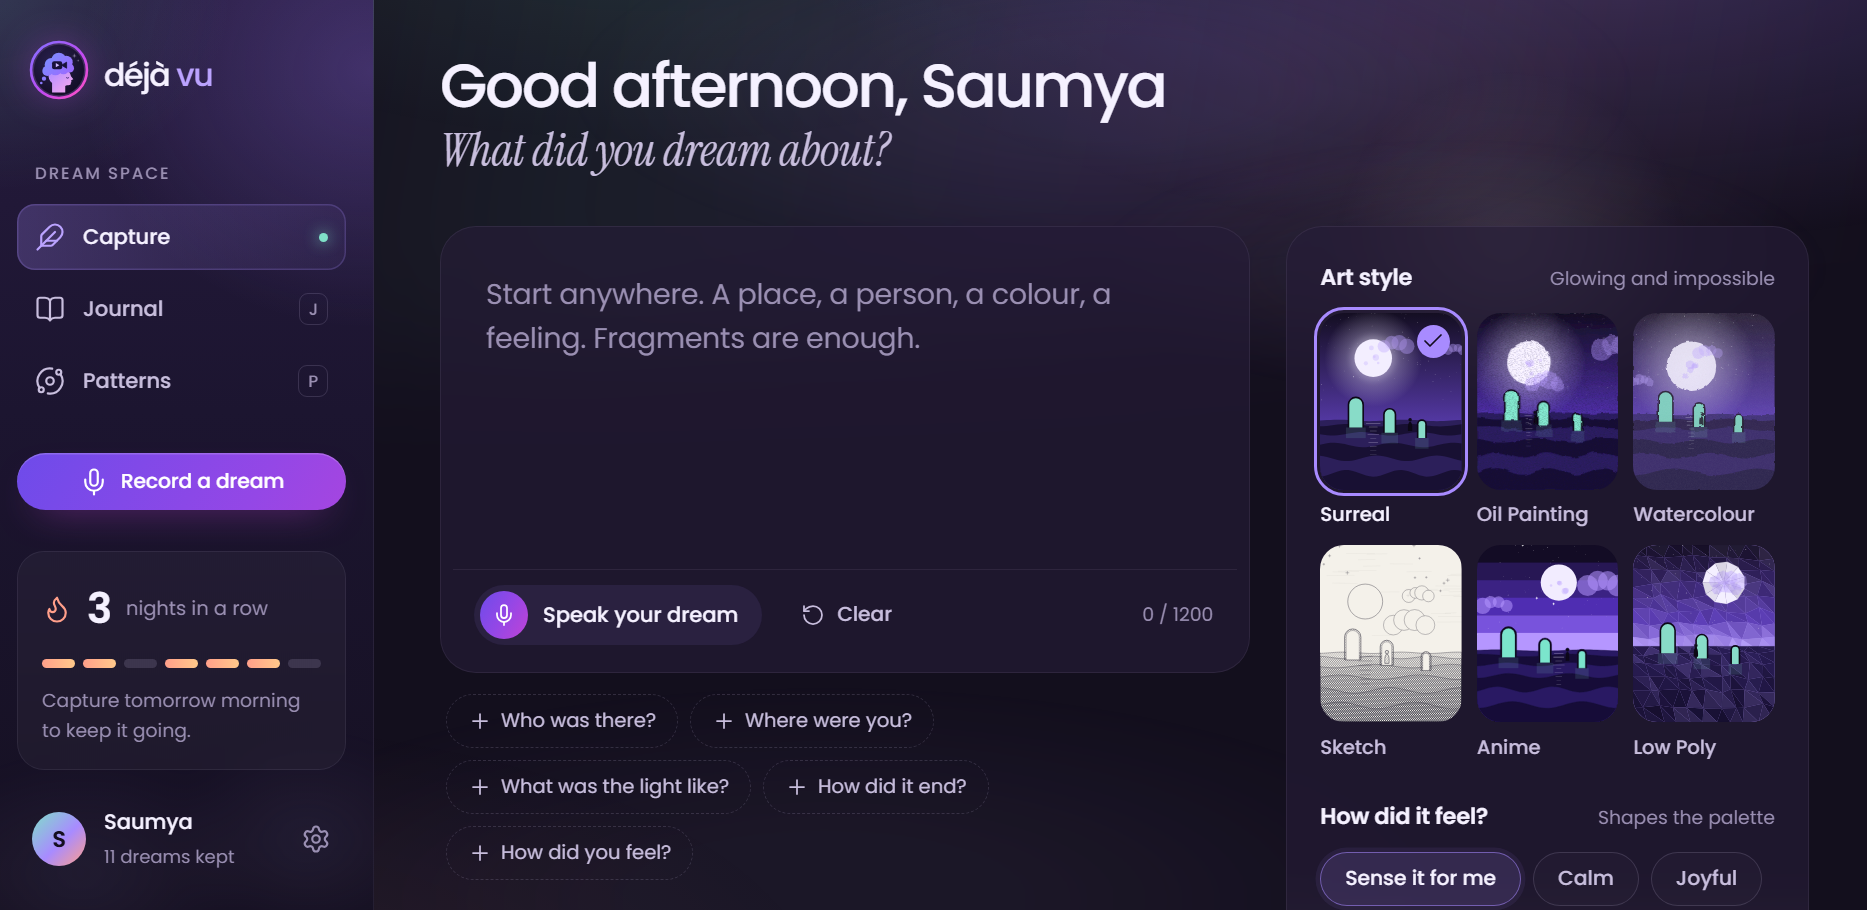 déjà vu
DREAM SPACE
Capture
Journal
J
Patterns
P
Record a dream
3 nights in a row
Capture tomorrow morning
to keep it going.
S
Saumya
11 dreams kept
Good afternoon, Saumya
What did you dream about?
Start anywhere. A place, a person, a colour, a
feeling. Fragments are enough.
Speak your dream
Clear
0 / 1200
Who was there?
Where were you?
What was the light like?
How did it end?
How did you feel?
Art style
Glowing and impossible
Surreal
Oil Painting
Watercolour
Sketch
Anime
Low Poly
How did it feel?
Shapes the palette
Sense it for me
Calm
Joyful